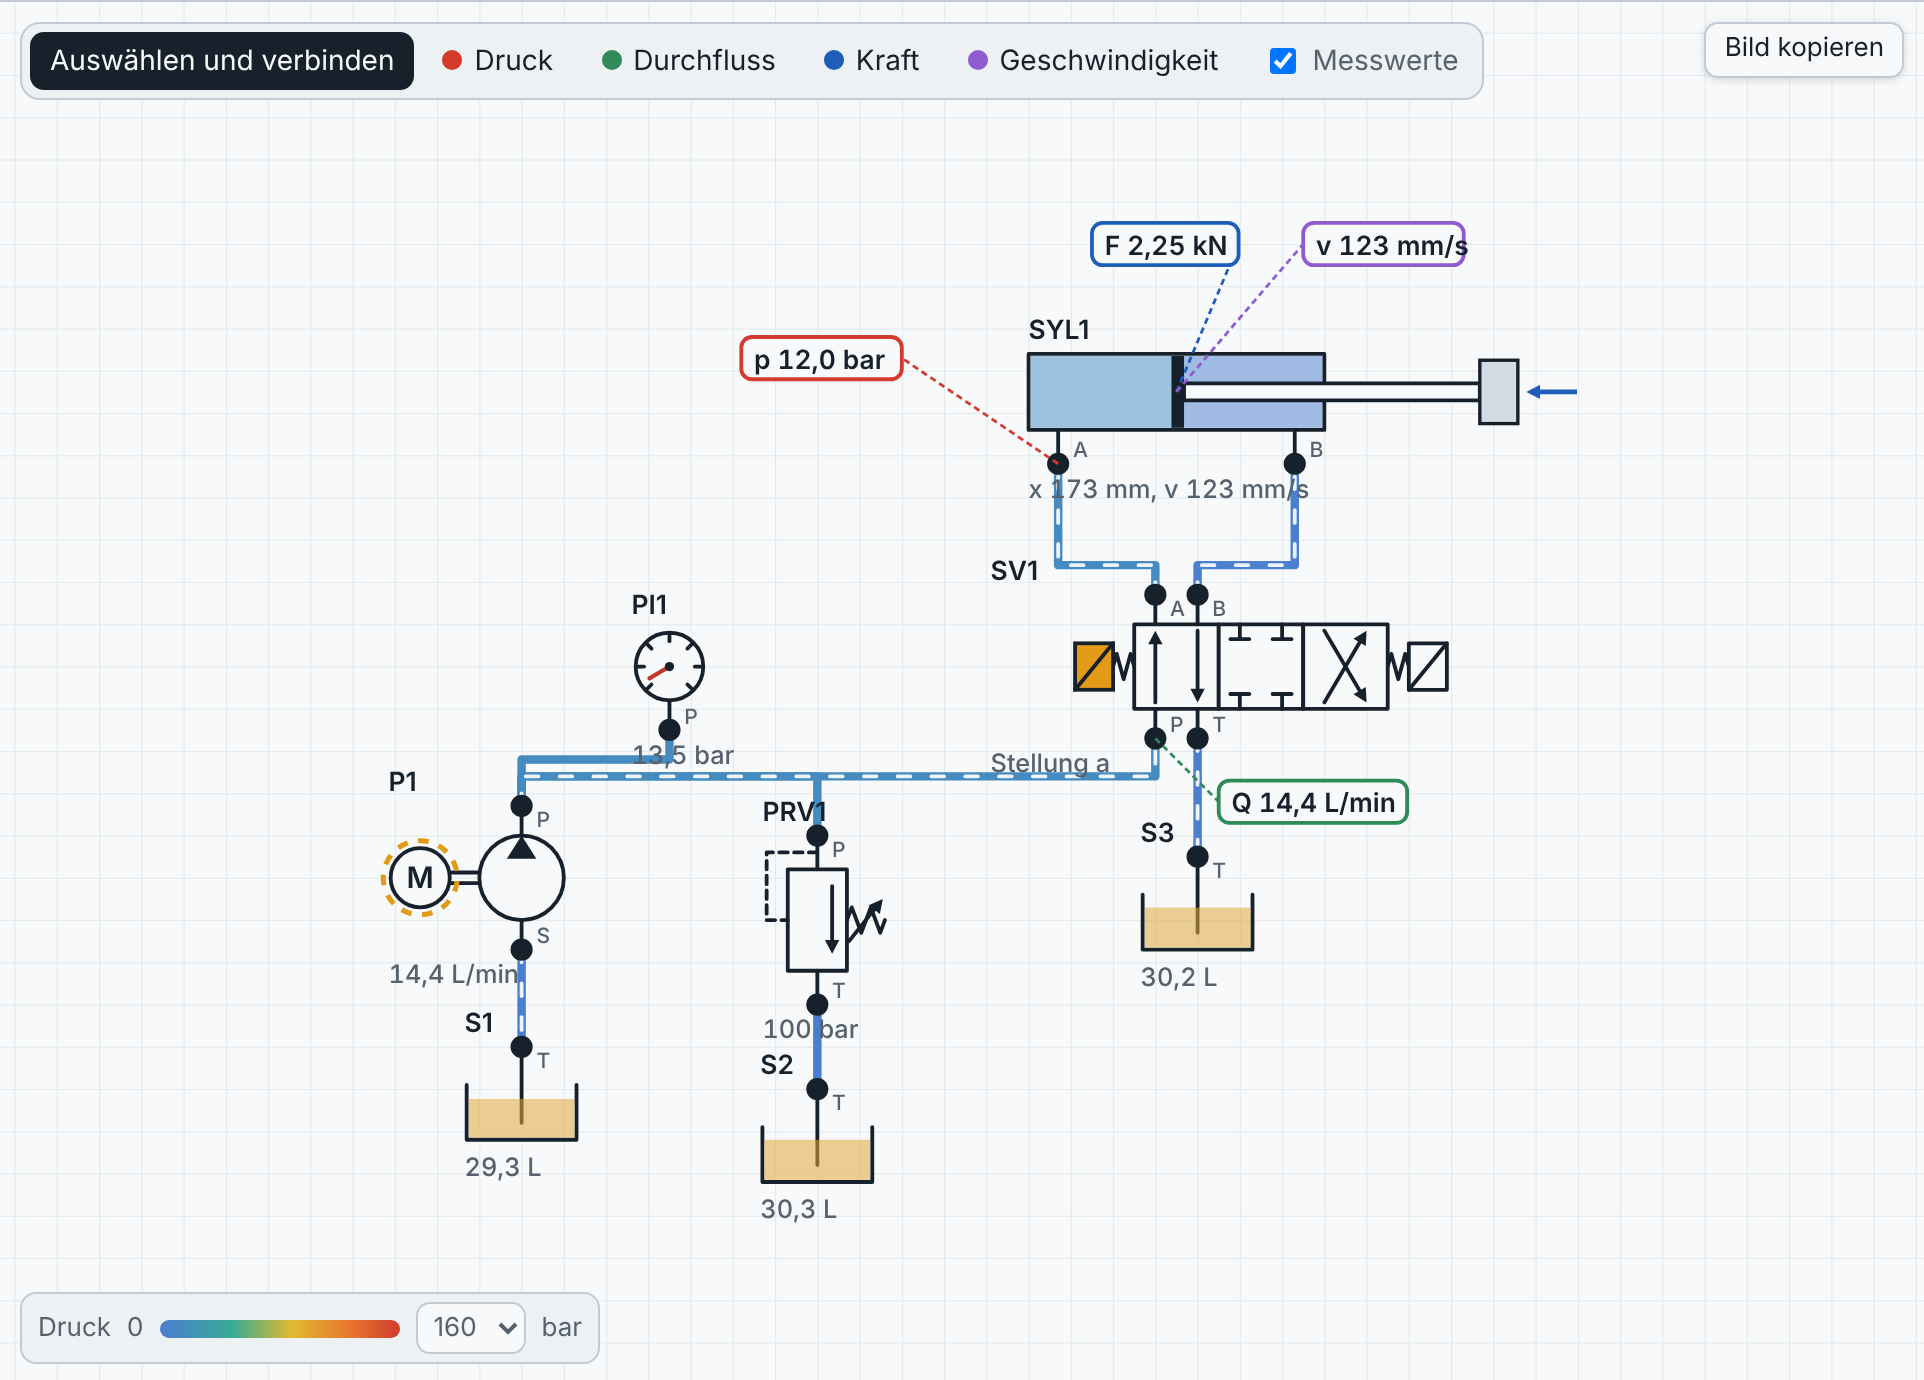 Auswählen und verbinden
Druck
Durchfluss
Kraft
Geschwindigkeit
Messwerte
Bild kopieren
F 2,25 kN
v 123 mm/s
SYL1
p 12,0 bar
A
B
x 173 mm, v 123 mm/s
SV1
A
B
PI1
P
13,5 bar
P
T
Stellung a
P1
P
PRV1
Q 14,4 L/min
S3
P
T
M
S
14,4 L/min
30,2 L
T
100 bar
S1
T
S2
T
29,3 L
30,3 L
Druck 0
160
bar